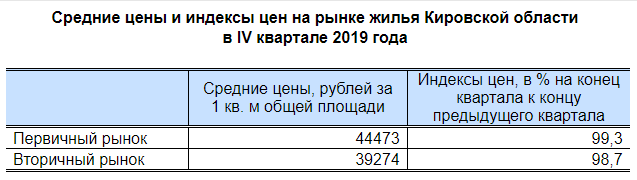 Средние цены и индексы цен на рынке жилья Кировской области
в IV квартале 2019 года
Средние цены, рублей за
1 кв. м общей площади
Индексы цен, в % на конец
квартала к концу
предыдущего квартала
Первичный рынок 44473 99,3
Вторичный рынок 39274 98,7